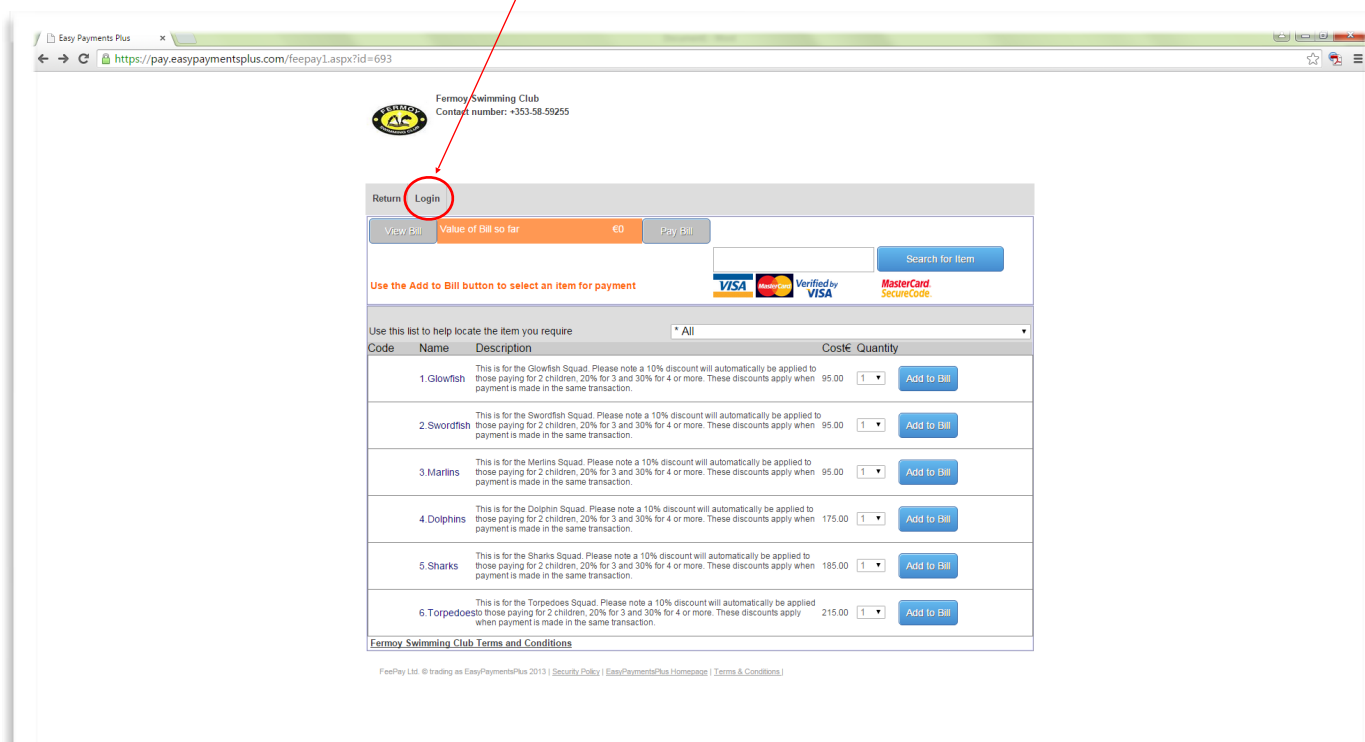 Easy Payments Plus
https://pay.easypaymentsplus.com/feepay1.aspx?id=693
Fermoy Swimming Club
Contact number: +353-58-59255
FERMOY
SWIMMING CLUB
Return Login
View Bill Value of Bill so far €0 Pay Bill
Search for Item
Use the Add to Bill button to select an item for payment
VISA MasterCard Verified by VISA MasterCard. SecureCode.
Use this list to help locate the item you require * All
Code Name Description Cost€ Quantity
This is for the Glowfish Squad. Please note a 10% discount will automatically be applied to
1.Glowfish those paying for 2 children, 20% for 3 and 30% for 4 or more. These discounts apply when 95.00 1 Add to Bill
payment is made in the same transaction.
This is for the Swordfish Squad. Please note a 10% discount will automatically be applied to
2.Swordfish those paying for 2 children, 20% for 3 and 30% for 4 or more. These discounts apply when 95.00 1 Add to Bill
payment is made in the same transaction.
This is for the Merlins Squad. Please note a 10% discount will automatically be applied to
3.Marlins those paying for 2 children, 20% for 3 and 30% for 4 or more. These discounts apply when 95.00 1 Add to Bill
payment is made in the same transaction.
This is for the Dolphin Squad. Please note a 10% discount will automatically be applied to
4.Dolphins those paying for 2 children, 20% for 3 and 30% for 4 or more. These discounts apply when 175.00 1 Add to Bill
payment is made in the same transaction.
This is for the Sharks Squad. Please note a 10% discount will automatically be applied to
5.Sharks those paying for 2 children, 20% for 3 and 30% for 4 or more. These discounts apply when 185.00 1 Add to Bill
payment is made in the same transaction.
This is for the Torpedoes Squad. Please note a 10% discount will automatically be applied
6.Torpedoes to those paying for 2 children, 20% for 3 and 30% for 4 or more. These discounts apply 215.00 1 Add to Bill
when payment is made in the same transaction.
Fermoy Swimming Club Terms and Conditions
FeePay Ltd. © trading as EasyPaymentsPlus 2013 | Security Policy | EasyPaymentsPlus Homepage | Terms & Conditions |